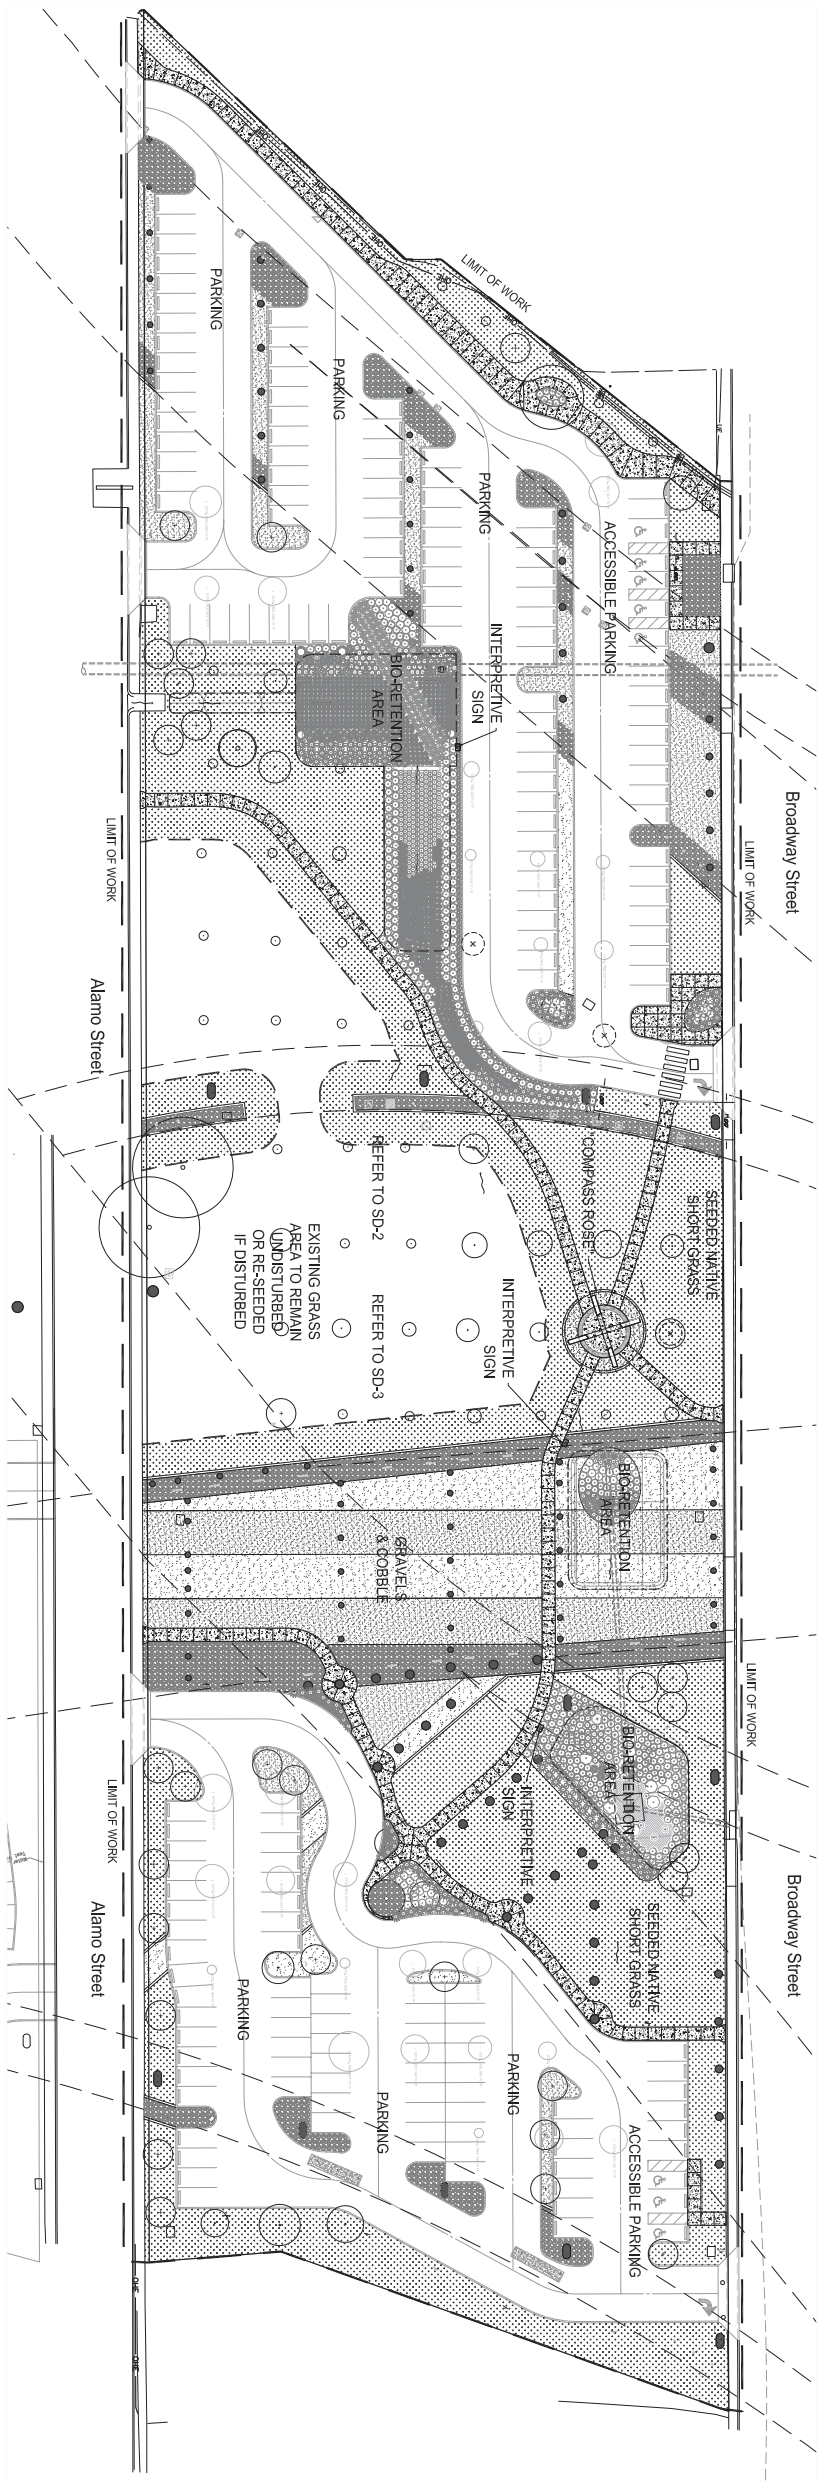 LIMIT OF WORK
PARKING
PARKING
PARKING
ACCESSIBLE PARKING
INTERPRETIVE
SIGN
BIO-RETENTION
AREA
Broadway Street
LIMIT OF WORK
LIMIT OF WORK
Alamo Street
COMPASS ROSE
SEEDED NATIVE
SHORT GRASS
REFER TO SD-2
EXISTING GRASS
AREA TO REMAIN
UNDISTURBED
OR RE-SEEDED
IF DISTURBED
REFER TO SD-3
INTERPRETIVE
SIGN
BIO-RETENTION
AREA
GRAVELS
& COBBLE
LIMIT OF WORK
BIO-RETENTION
AREA
INTERPRETIVE
SIGN
LIMIT OF WORK
Broadway Street
SEEDED NATIVE
SHORT GRASS
Alamo Street
PARKING
PARKING
PARKING
ACCESSIBLE PARKING
OHE
OHE